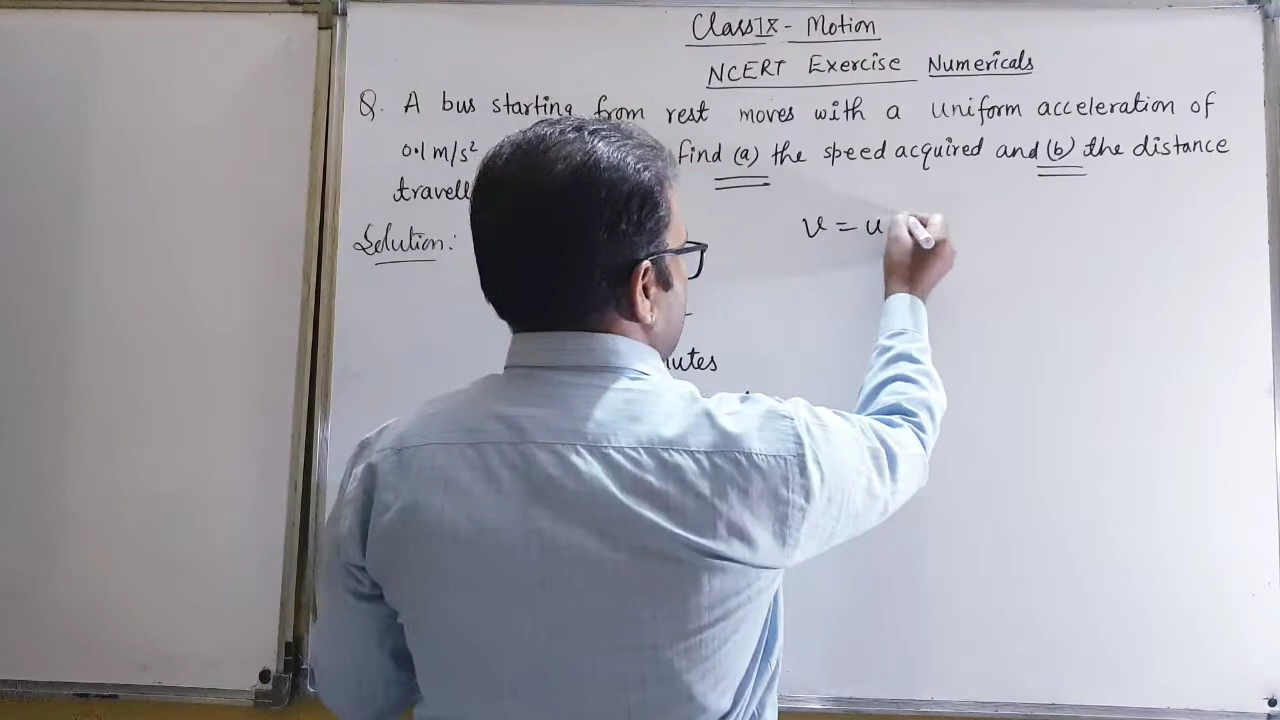 Class IX - Motion
NCERT Exercise Numericals
Q. A bus starting from rest moves with a uniform acceleration of
0.1 m/s² find (a) the speed acquired and (b) the distance
travell
Solution:
v = u
utes